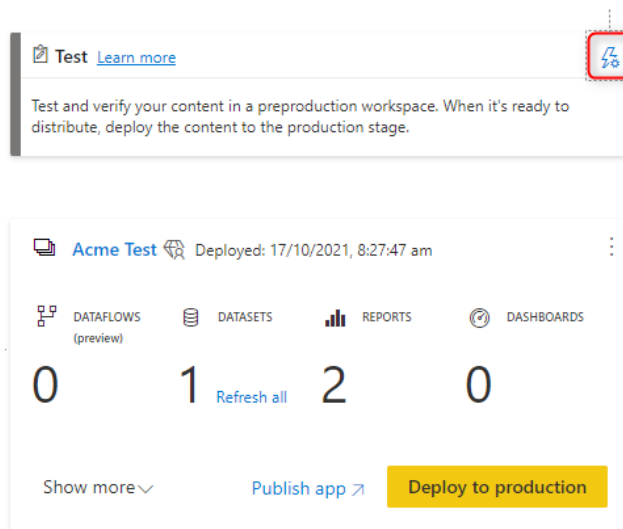 Test Learn more
Test and verify your content in a preproduction workspace. When it's ready to
distribute, deploy the content to the production stage.
Acme Test Deployed: 17/10/2021, 8:27:47 am
DATAFLOWS DATASETS REPORTS DASHBOARDS
(preview)
0 1 Refresh all 2 0
Show more Publish app Deploy to production